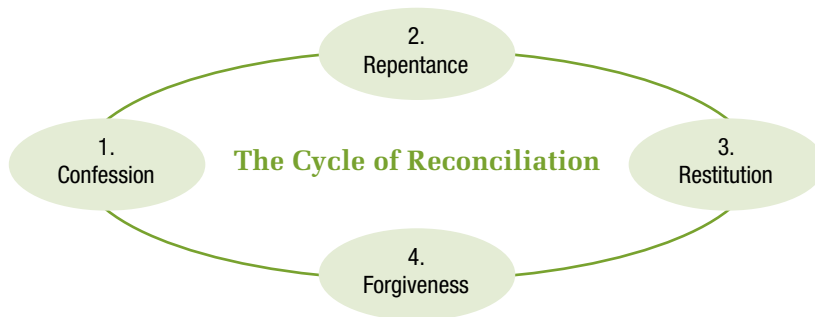 The Cycle of Reconciliation
1.
Confession
2.
Repentance
3.
Restitution
4.
Forgiveness